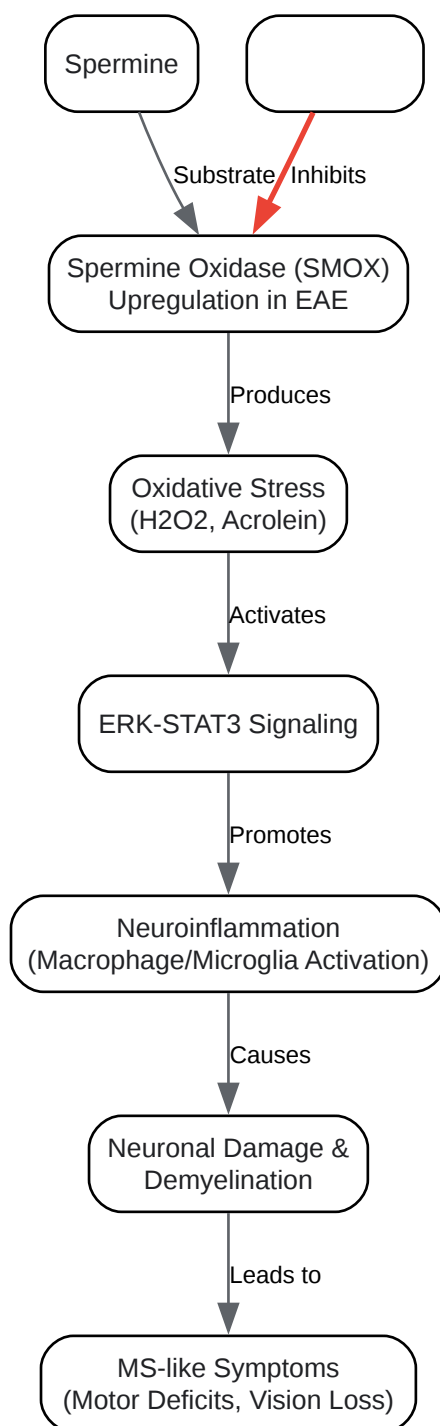 Spermine
Substrate
Inhibits
Spermine Oxidase (SMOX)
Upregulation in EAE
Produces
Oxidative Stress
(H2O2, Acrolein)
Activates
ERK-STAT3 Signaling
Promotes
Neuroinflammation
(Macrophage/Microglia Activation)
Causes
Neuronal Damage &
Demyelination
Leads to
MS-like Symptoms
(Motor Deficits, Vision Loss)